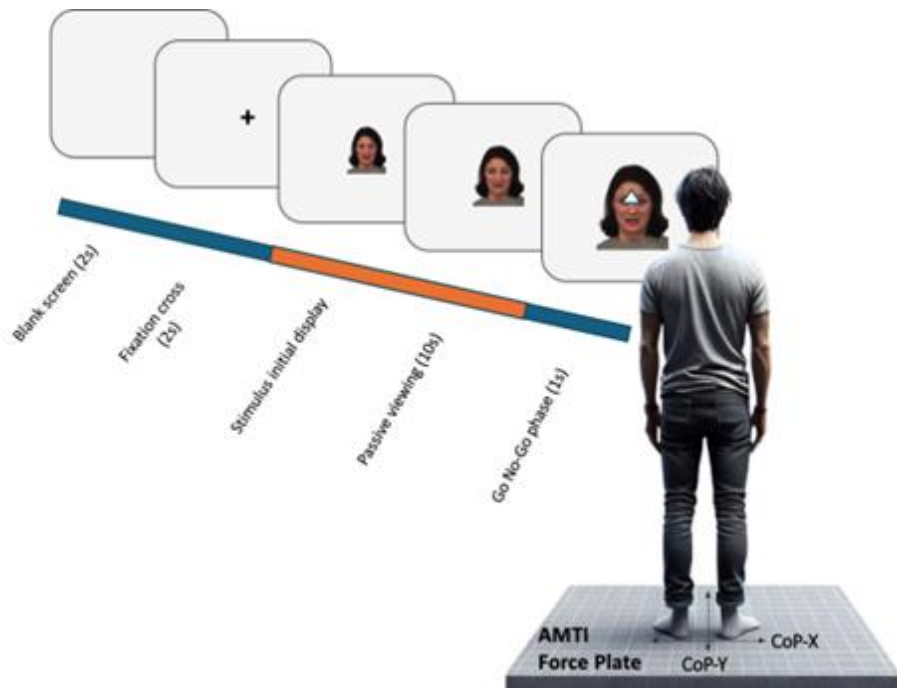 Blank screen (2s)
Fixation cross
(2s)
Stimulus initial display
Passive viewing (10s)
Go No-Go phase (1s)
AMTI
Force Plate
CoP-X
CoP-Y